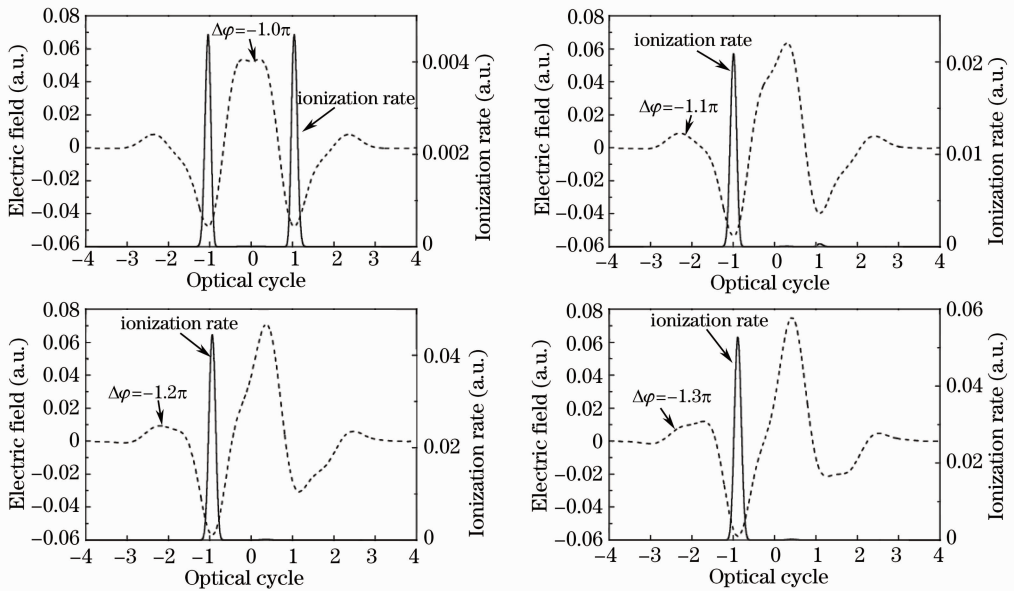 0.08
0.06
0.04
0.02
0
−0.02
−0.04
−0.06
Electric field (a.u.)
Δφ=−1.0π
ionization rate
0.004
0.002
0
Ionization rate (a.u.)
−4 −3 −2 −1 0 1 2 3 4
Optical cycle
0.08
0.06
0.04
0.02
0
−0.02
−0.04
−0.06
Electric field (a.u.)
ionization rate
Δφ=−1.1π
0.02
0.01
0
Ionization rate (a.u.)
−4 −3 −2 −1 0 1 2 3 4
Optical cycle
0.08
0.06
0.04
0.02
0
−0.02
−0.04
−0.06
Electric field (a.u.)
ionization rate
Δφ=−1.2π
0.04
0.02
0
Ionization rate (a.u.)
−4 −3 −2 −1 0 1 2 3 4
Optical cycle
0.08
0.06
0.04
0.02
0
−0.02
−0.04
−0.06
Electric field (a.u.)
ionization rate
Δφ=−1.3π
0.06
0.04
0.02
0
Ionization rate (a.u.)
−4 −3 −2 −1 0 1 2 3 4
Optical cycle